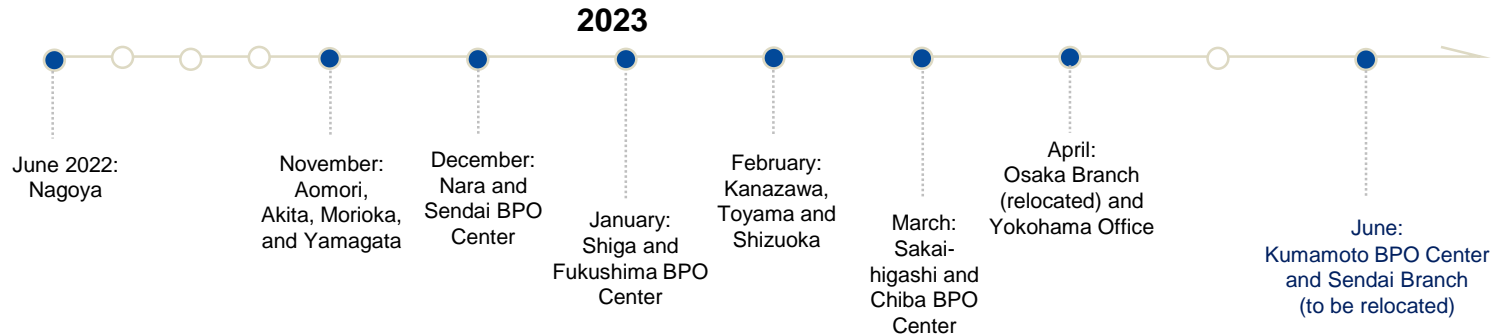 2023
June 2022:
Nagoya
November:
Aomori,
Akita, Morioka,
and Yamagata
December:
Nara and
Sendai BPO
Center
January:
Shiga and
Fukushima BPO
Center
February:
Kanazawa,
Toyama and
Shizuoka
March:
Sakai-
higashi and
Chiba BPO
Center
April:
Osaka Branch
(relocated) and
Yokohama Office
June:
Kumamoto BPO Center
and Sendai Branch
(to be relocated)